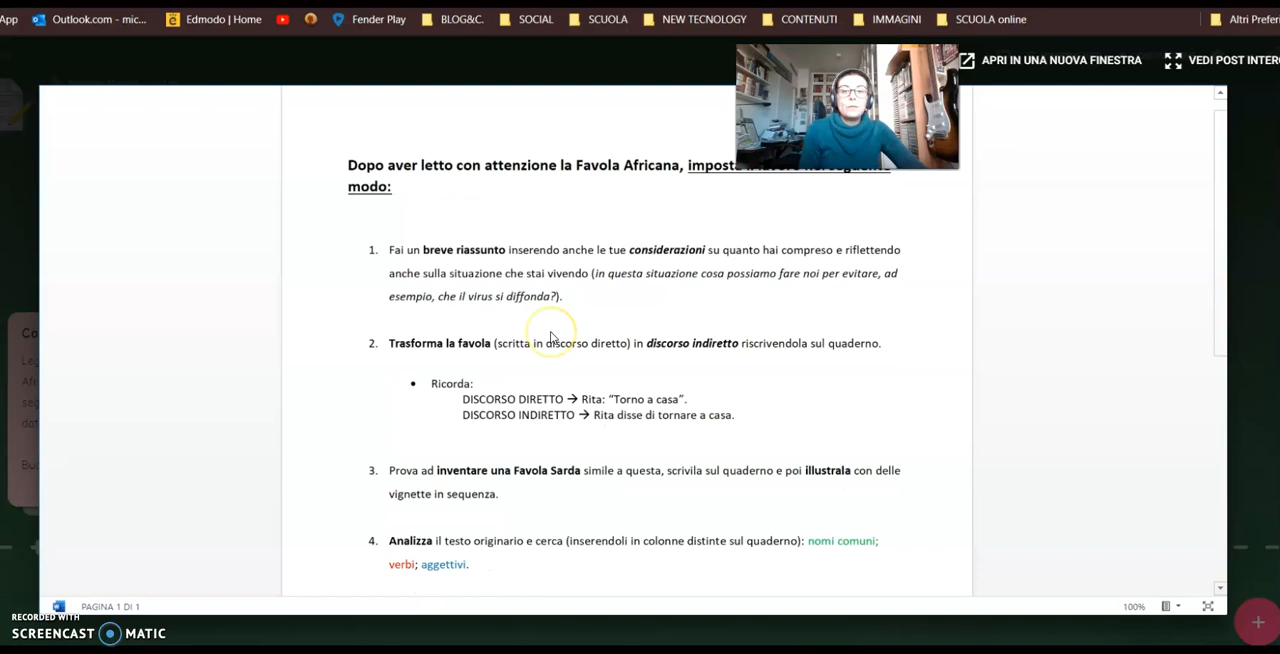 App Outlook.com - mic... Edmodo | Home Fender Play BLOG&C. SOCIAL SCUOLA NEW TECNOLOGY CONTENUTI IMMAGINI SCUOLA online Altri Prefer
APRI IN UNA NUOVA FINESTRA VEDI POST INTERO
Dopo aver letto con attenzione la Favola Africana,
modo:
1. Fai un breve riassunto inserendo anche le tue considerazioni su quanto hai compreso e riflettendo
anche sulla situazione che stai vivendo (in questa situazione cosa possiamo fare noi per evitare, ad
esempio, che il virus si diffonda?).
2. Trasforma la favola (scritta in discorso diretto) in discorso indiretto riscrivendola sul quaderno.
• Ricorda:
DISCORSO DIRETTO → Rita: “Torno a casa”.
DISCORSO INDIRETTO → Rita disse di tornare a casa.
3. Prova ad inventare una Favola Sarda simile a questa, scrivila sul quaderno e poi illustrala con delle
vignette in sequenza.
4. Analizza il testo originario e cerca (inserendoli in colonne distinte sul quaderno): nomi comuni;
verbi; aggettivi.
PAGINA 1 DI 1 100%
RECORDED WITH
SCREENCAST MATIC